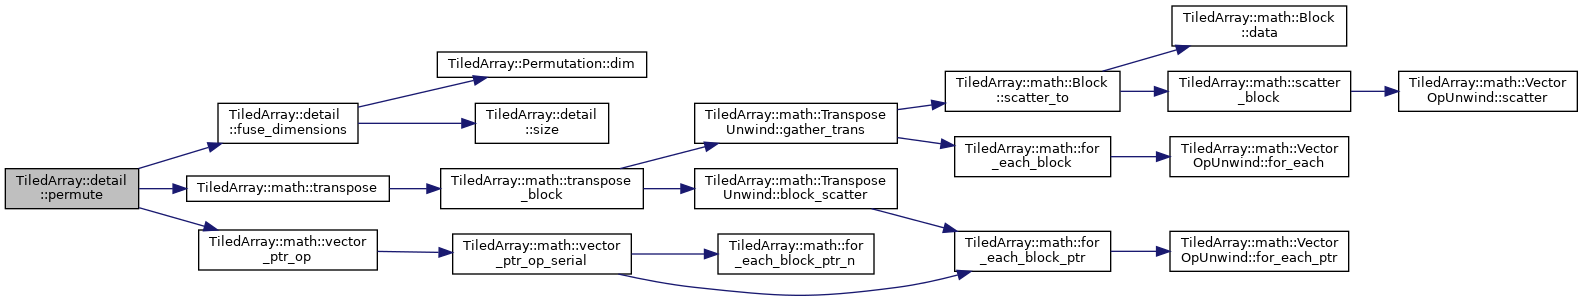 TiledArray::detail
::permute
TiledArray::detail
::fuse_dimensions
TiledArray::math::transpose
TiledArray::math::vector
_ptr_op
TiledArray::Permutation::dim
TiledArray::detail
::size
TiledArray::math::transpose
_block
TiledArray::math::vector
_ptr_op_serial
TiledArray::math::Transpose
Unwind::gather_trans
TiledArray::math::Transpose
Unwind::block_scatter
TiledArray::math::for
_each_block_ptr_n
TiledArray::math::Block
::scatter_to
TiledArray::math::for
_each_block
TiledArray::math::for
_each_block_ptr
TiledArray::math::Block
::data
TiledArray::math::scatter
_block
TiledArray::math::Vector
OpUnwind::for_each
TiledArray::math::Vector
OpUnwind::for_each_ptr
TiledArray::math::Vector
OpUnwind::scatter